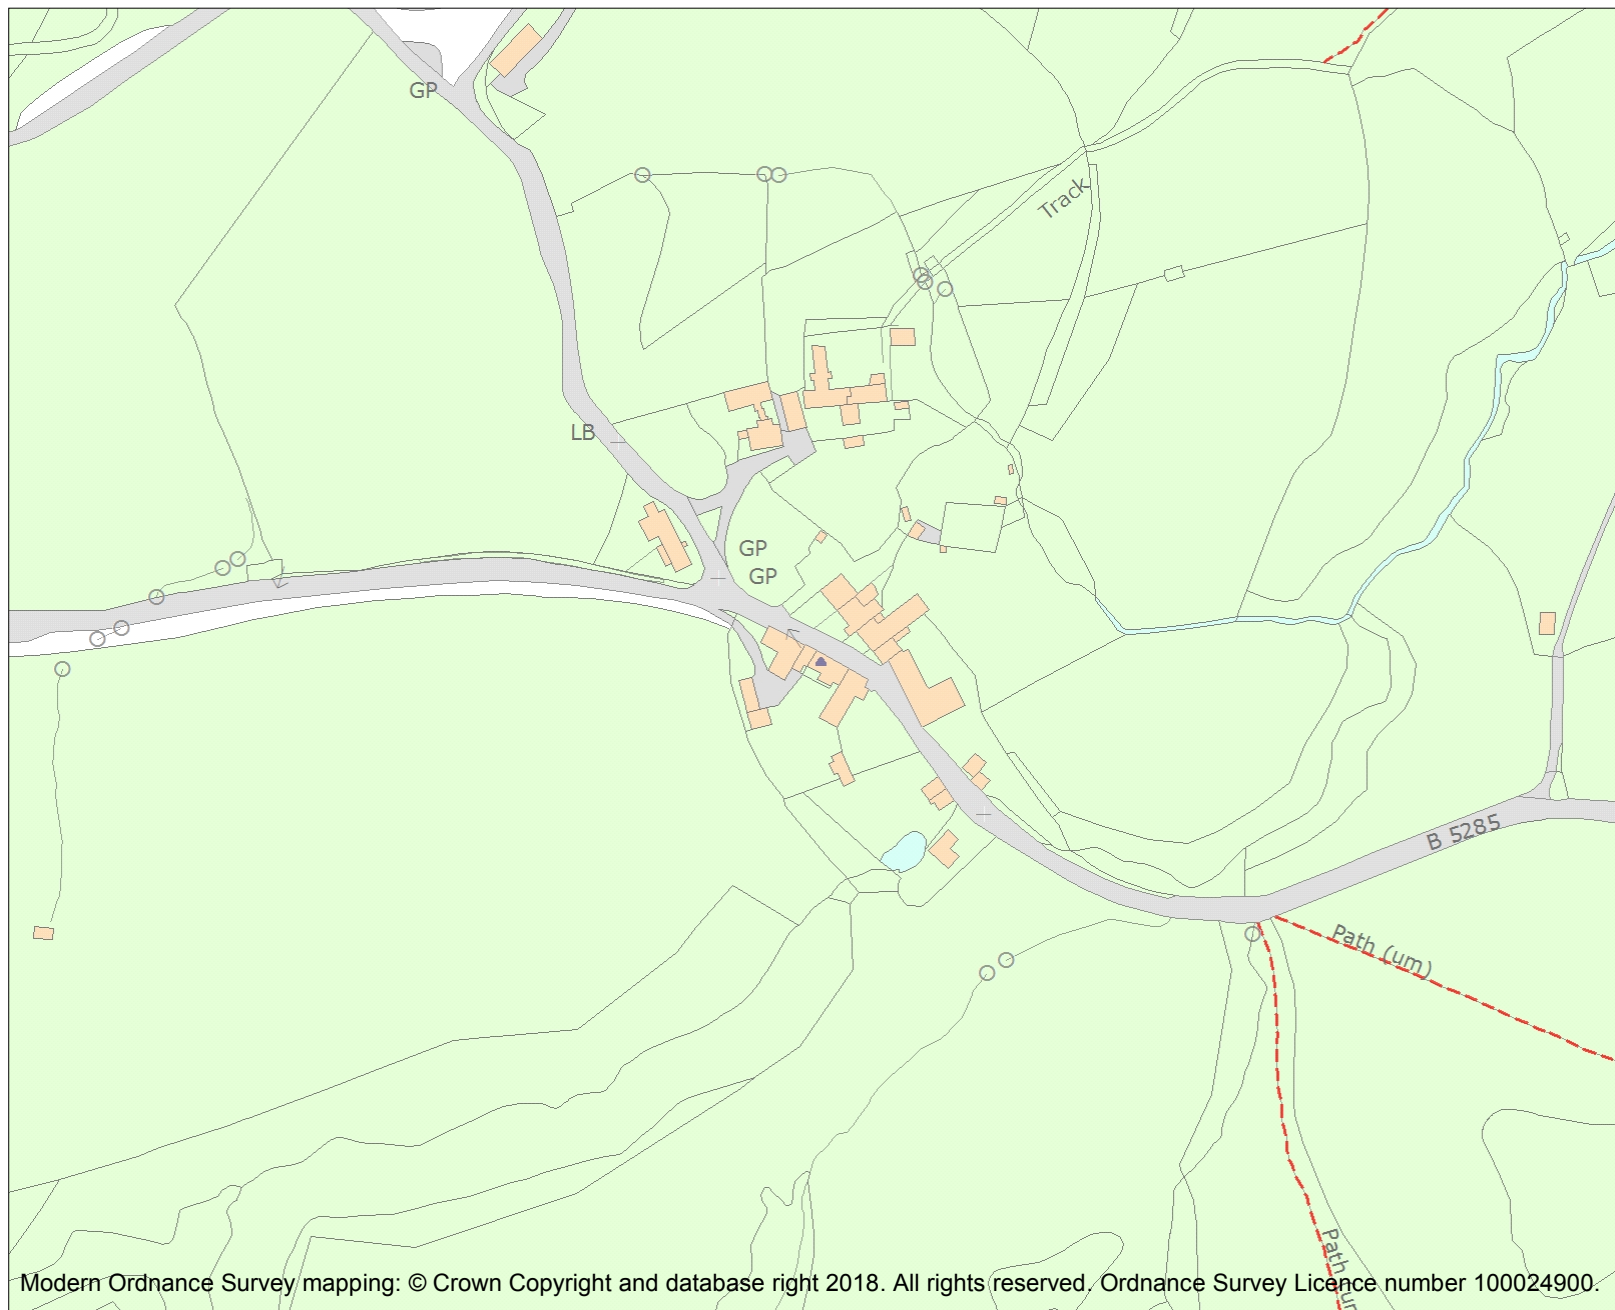 GP
Track
LB
GP
GP
B 5285
Path (um)
Path
Modern Ordnance Survey mapping: © Crown Copyright and database right 2018. All rights reserved. Ordnance Survey Licence number 100024900.